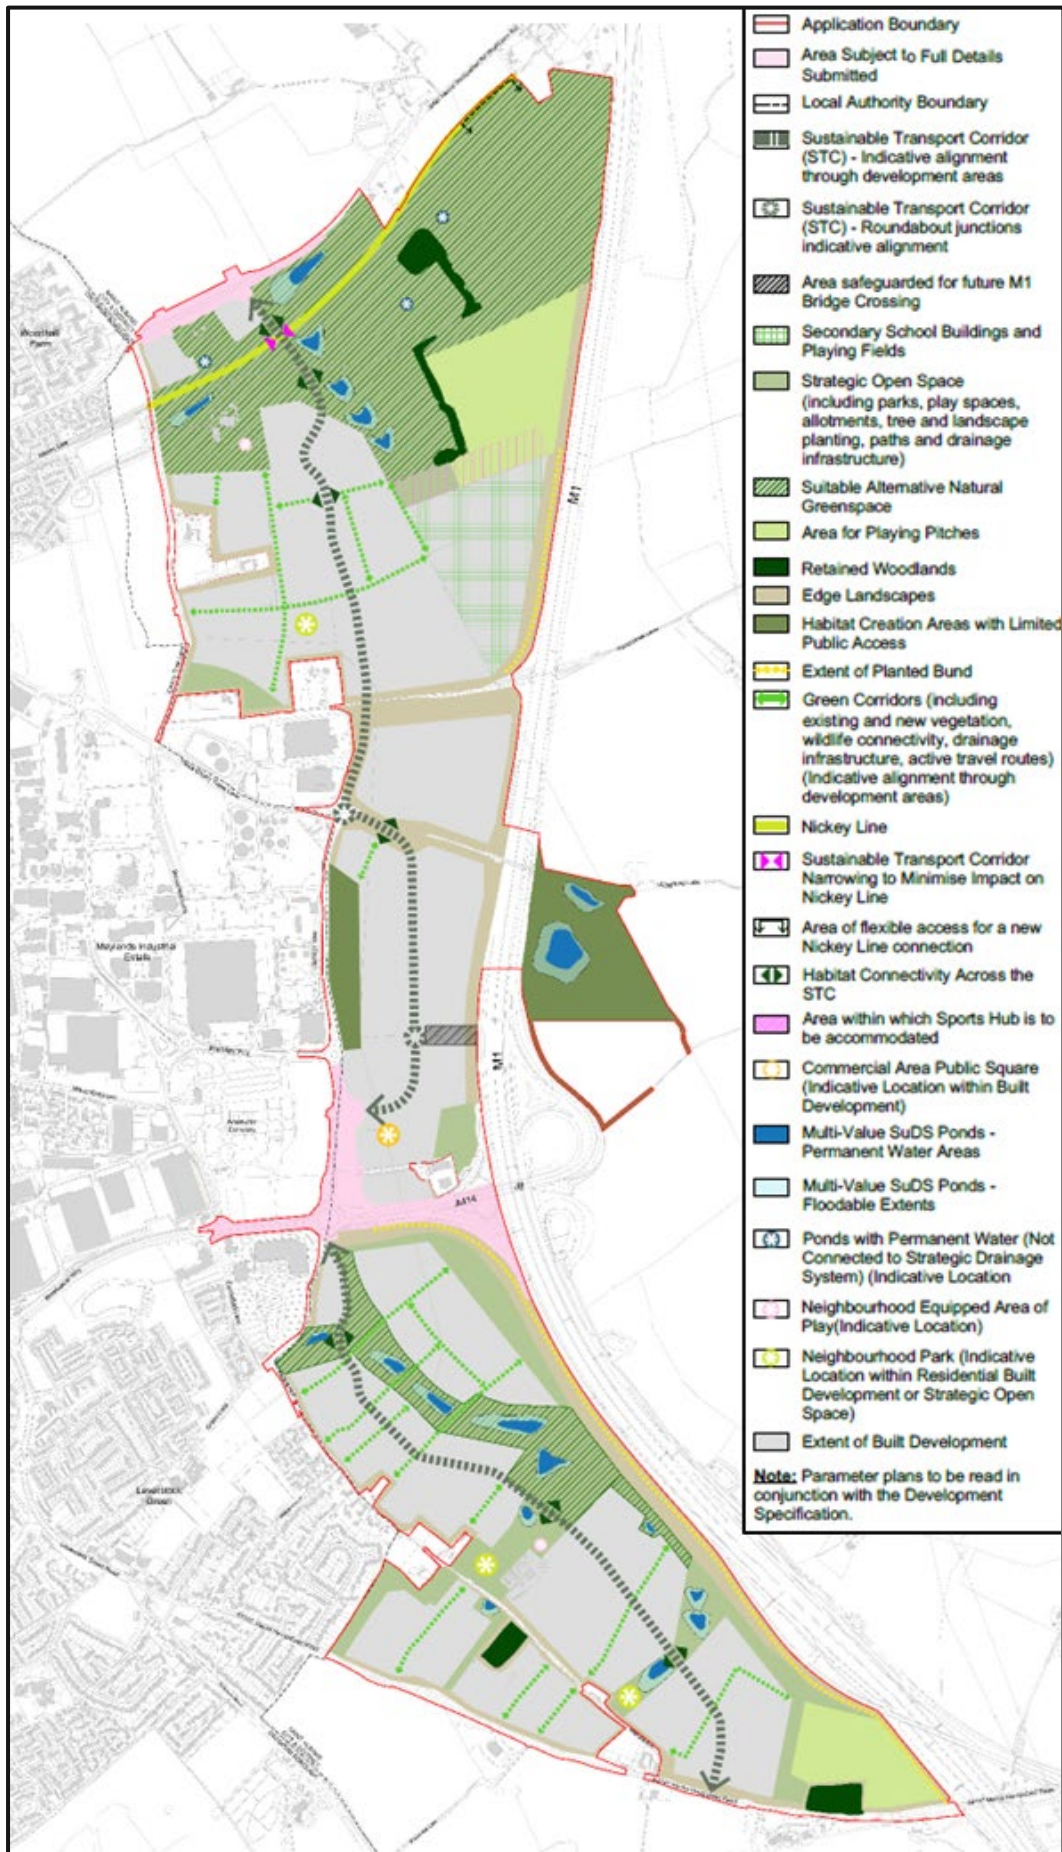 Application Boundary
Area Subject to Full Details
Submitted
Local Authority Boundary
Sustainable Transport Corridor
(STC) - Indicative alignment
through development areas
Sustainable Transport Corridor
(STC) - Roundabout junctions
indicative alignment
Area safeguarded for future M1
Bridge Crossing
Secondary School Buildings and
Playing Fields
Strategic Open Space
(including parks, play spaces,
allotments, tree and landscape
planting, paths and drainage
infrastructure)
Suitable Alternative Natural
Greenspace
Area for Playing Pitches
Retained Woodlands
Edge Landscapes
Habitat Creation Areas with Limited
Public Access
Extent of Planted Bund
Green Corridors (including
existing and new vegetation,
wildlife connectivity, drainage
infrastructure, active travel routes)
(Indicative alignment through
development areas)
Nickey Line
Sustainable Transport Corridor
Narrowing to Minimise Impact on
Nickey Line
Area of flexible access for a new
Nickey Line connection
Habitat Connectivity Across the
STC
Area within which Sports Hub is to
be accommodated
Commercial Area Public Square
(Indicative Location within Built
Development)
Multi-Value SuDS Ponds -
Permanent Water Areas
Multi-Value SuDS Ponds -
Floodable Extents
Ponds with Permanent Water (Not
Connected to Strategic Drainage
System) (Indicative Location
Neighbourhood Equipped Area of
Play(Indicative Location)
Neighbourhood Park (Indicative
Location within Residential Built
Development or Strategic Open
Space)
Extent of Built Development
Note: Parameter plans to be read in
conjunction with the Development
Specification.
Woodhall
Farm
M1
Maylands Industrial
Estate
M1
A414
Leverstock
Green